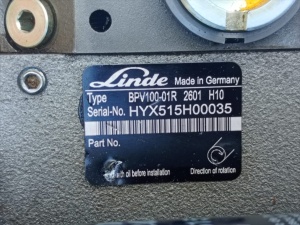 Linde Made in Germany
Type BPV100-01R 2601 H10
Serial-No. HYX515H00035
Part No.
oil before installation
Direction of rotation